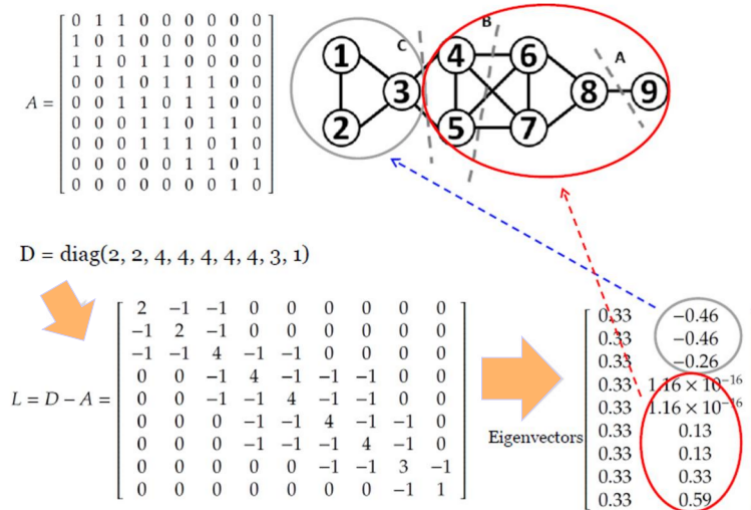 A =
0 1 1 0 0 0 0 0 0
1 0 1 0 0 0 0 0 0
1 1 0 1 1 0 0 0 0
0 0 1 0 1 1 1 0 0
0 0 1 1 0 1 1 0 0
0 0 0 1 1 0 1 1 0
0 0 0 1 1 1 0 1 0
0 0 0 0 0 1 1 0 1
0 0 0 0 0 0 0 1 0
C B A
1 4 6
3 8 9
2 5 7
D = diag(2, 2, 4, 4, 4, 4, 4, 3, 1)
L = D − A =
2 −1 −1 0 0 0 0 0 0
−1 2 −1 0 0 0 0 0 0
−1 −1 4 −1 −1 0 0 0 0
0 0 −1 4 −1 −1 −1 0 0
0 0 −1 −1 4 −1 −1 0 0
0 0 0 −1 −1 4 −1 −1 0
0 0 0 −1 −1 −1 4 −1 0
0 0 0 0 0 −1 −1 3 −1
0 0 0 0 0 0 0 −1 1
Eigenvectors
0.33 −0.46
0.33 −0.46
0.33 −0.26
0.33 1.16 × 10−16
0.33 1.16 × 10−16
0.33 0.13
0.33 0.13
0.33 0.33
0.33 0.59